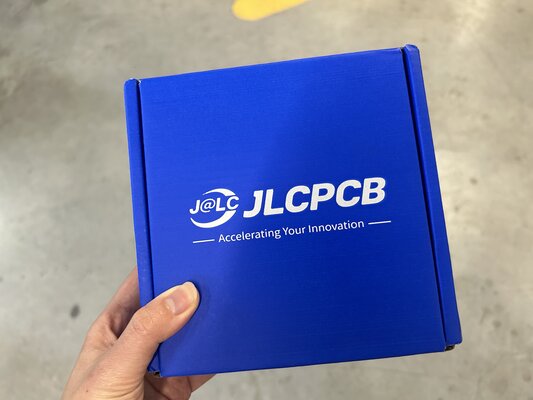 J@LC JLCPCB
Accelerating Your Innovation